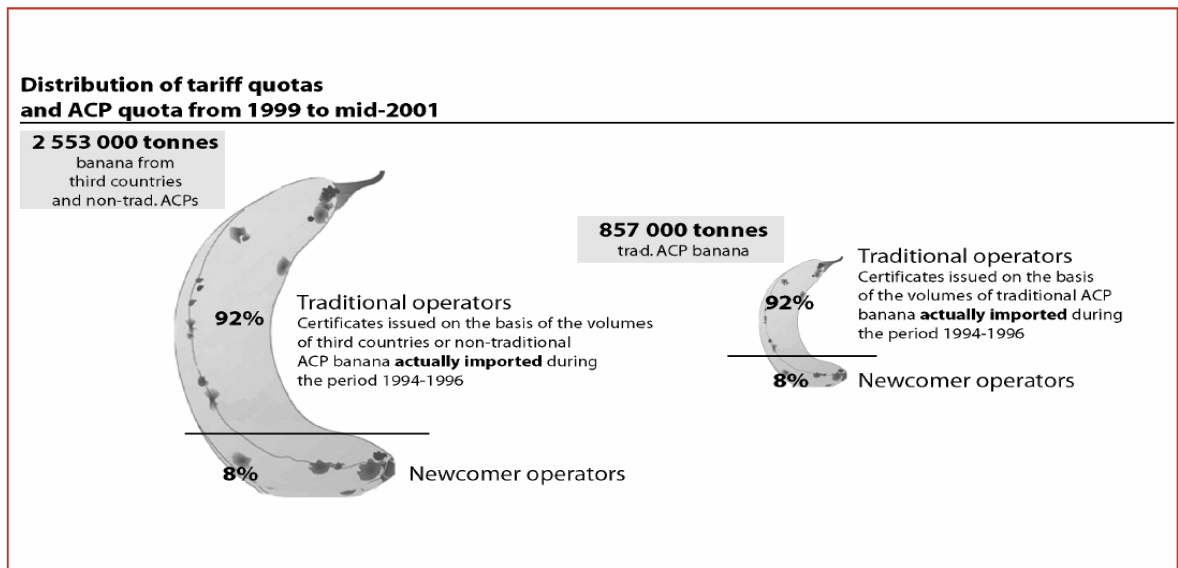 Distribution of tariff quotas
and ACP quota from 1999 to mid-2001
2 553 000 tonnes
banana from
third countries
and non-trad. ACPs
92%
Traditional operators
Certificates issued on the basis of the volumes
of third countries or non-traditional
ACP banana actually imported during
the period 1994-1996
8%
Newcomer operators
857 000 tonnes
trad. ACP banana
92%
Traditional operators
Certificates issued on the basis
of the volumes of traditional ACP
banana actually imported during
the period 1994-1996
8%
Newcomer operators